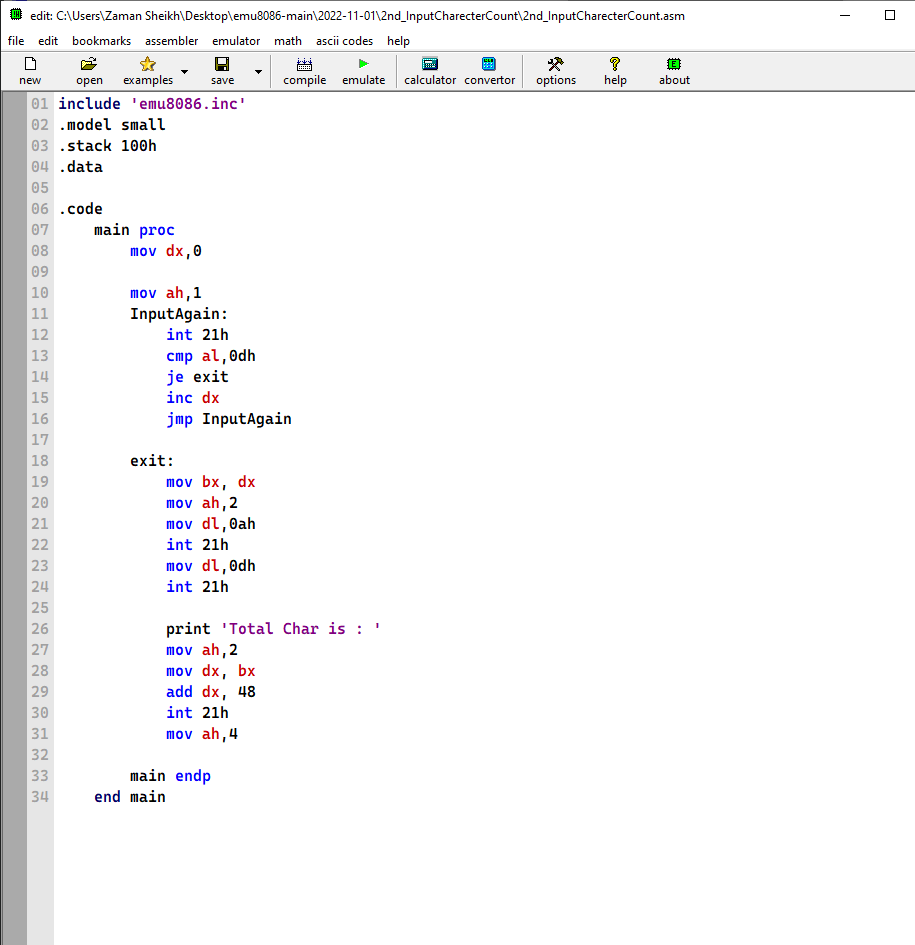 edit: C:\Users\Zaman Sheikh\Desktop\emu8086-main\2022-11-01\2nd_InputCharecterCount\2nd_InputCharecterCount.asm
file edit bookmarks assembler emulator math ascii codes help
new open examples save compile emulate calculator convertor options help about
01 include 'emu8086.inc'
02 .model small
03 .stack 100h
04 .data
05
06 .code
07     main proc
08         mov dx,0
09
10         mov ah,1
11         InputAgain:
12             int 21h
13             cmp al,0dh
14             je exit
15             inc dx
16             jmp InputAgain
17
18         exit:
19             mov bx, dx
20             mov ah,2
21             mov dl,0ah
22             int 21h
23             mov dl,0dh
24             int 21h
25
26             print 'Total Char is : '
27             mov ah,2
28             mov dx, bx
29             add dx, 48
30             int 21h
31             mov ah,4
32
33         main endp
34     end main